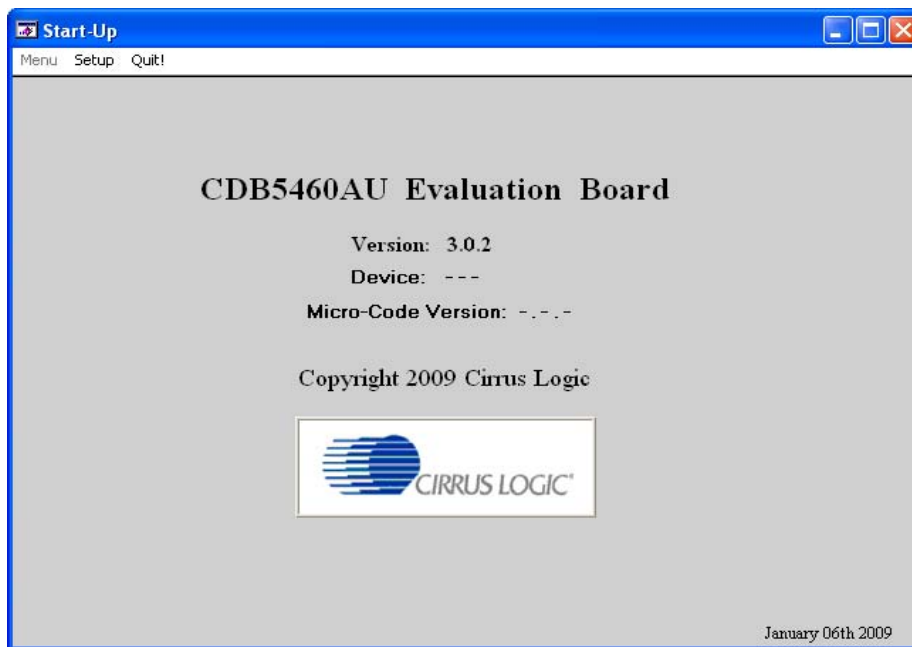 Start-Up
Menu Setup Quit!
CDB5460AU Evaluation Board
Version: 3.0.2
Device: ---
Micro-Code Version: -.-.-
Copyright 2009 Cirrus Logic
CIRRUS LOGIC®
January 06th 2009